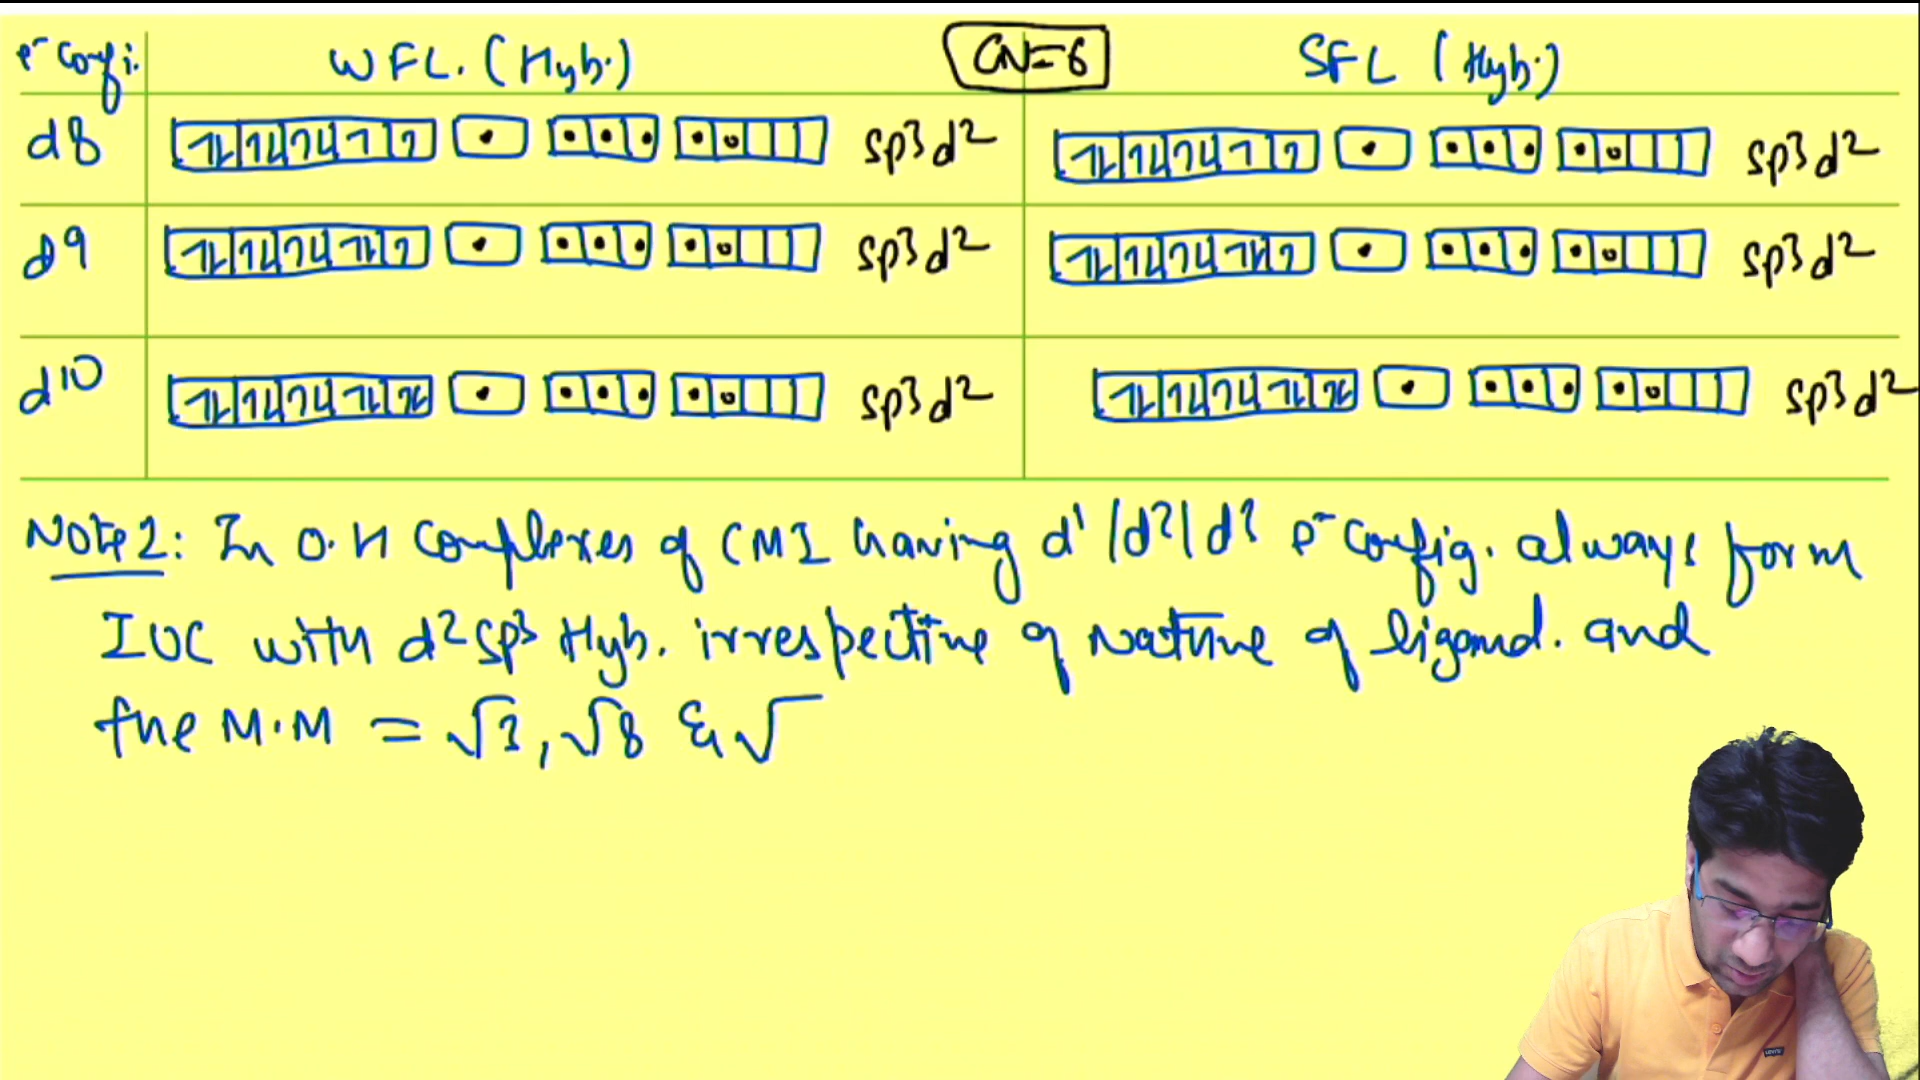 e⁻ Confi. WFL. (Hyb.) CN=6 SFL (Hyb.)
d8 sp3d2 sp3d2
d9 sp3d2 sp3d2
d10 sp3d2 sp3d2
Note2: In O.H Complexes of CMI having d1/d2/d3 e⁻ Config. always form
IOC with d2sp3 Hyb. irrespective of nature of ligand. and
the M.M = √3, √8 & √
Levi's